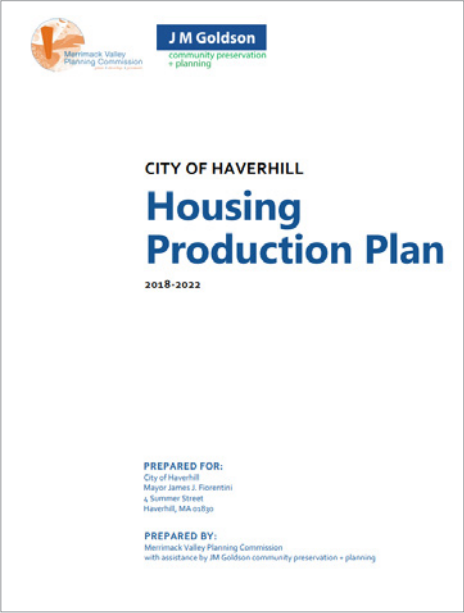 Merrimack Valley
Planning Commission
J M Goldson
community preservation
+ planning
CITY OF HAVERHILL
Housing
Production Plan
2018-2022
PREPARED FOR:
City of Haverhill
Mayor James J. Fiorentini
4 Summer Street
Haverhill, MA 01830
PREPARED BY:
Merrimack Valley Planning Commission
with assistance by JM Goldson community preservation + planning